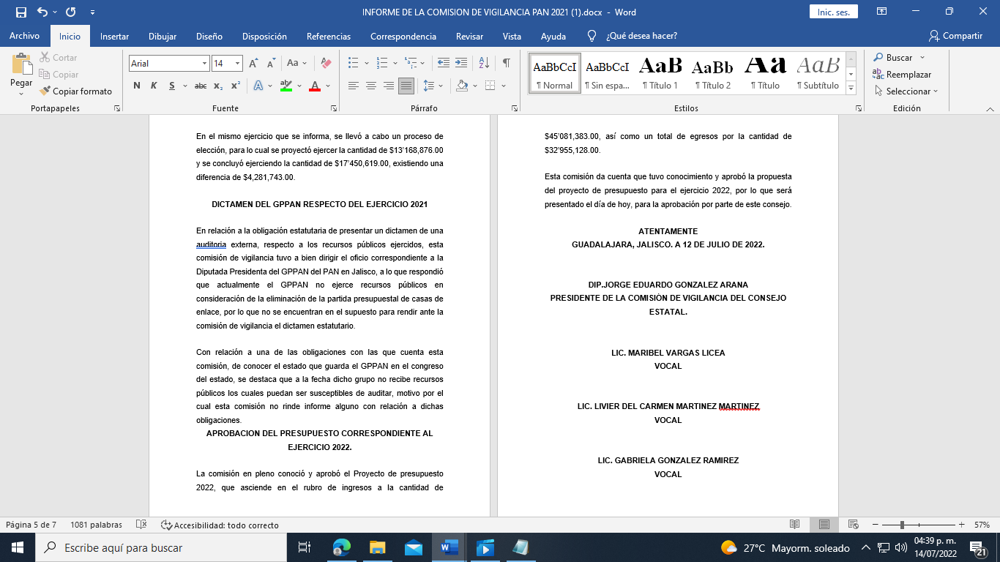 INFORME DE LA COMISION DE VIGILANCIA PAN 2021 (1).docx - Word
Inic. ses.
Archivo Inicio Insertar Dibujar Diseño Disposición Referencias Correspondencia Revisar Vista Ayuda ¿Qué desea hacer? Compartir
Pegar
Cortar
Copiar
Copiar formato
Portapapeles
Arial 14
Aa
N K S abc x₂ x²
A A
Fuente
Párrafo
AaBbCcI AaBbCcI AaB AaBb Aa AaB
¶ Normal ¶ Sin espa... ¶ Título 1 ¶ Título 2 ¶ Título ¶ Subtítulo
Estilos
Buscar
Reemplazar
Seleccionar
Edición
En el mismo ejercicio que se informa, se llevó a cabo un proceso de
elección, para lo cual se proyectó ejercer la cantidad de $13'168,876.00
y se concluyó ejerciendo la cantidad de $17'450,619.00, existiendo una
diferencia de $4,281,743.00.
DICTAMEN DEL GPPAN RESPECTO DEL EJERCICIO 2021
En relación a la obligación estatutaria de presentar un dictamen de una
auditoria externa, respecto a los recursos públicos ejercidos, esta
comisión de vigilancia tuvo a bien dirigir el oficio correspondiente a la
Diputada Presidenta del GPPAN del PAN en Jalisco, a lo que respondió
que actualmente el GPPAN no ejerce recursos públicos en
consideración de la eliminación de la partida presupuestal de casas de
enlace, por lo que no se encuentran en el supuesto para rendir ante la
comisión de vigilancia el dictamen estatutario.
Con relación a una de las obligaciones con las que cuenta esta
comisión, de conocer el estado que guarda el GPPAN en el congreso
del estado, se destaca que a la fecha dicho grupo no recibe recursos
públicos los cuales puedan ser susceptibles de auditar, motivo por el
cual esta comisión no rinde informe alguno con relación a dichas
obligaciones.
APROBACION DEL PRESUPUESTO CORRESPONDIENTE AL
EJERCICIO 2022.
La comisión en pleno conoció y aprobó el Proyecto de presupuesto
2022, que asciende en el rubro de ingresos a la cantidad de
$45'081,383.00, así como un total de egresos por la cantidad de
$32'955,128.00.
Esta comisión da cuenta que tuvo conocimiento y aprobó la propuesta
del proyecto de presupuesto para el ejercicio 2022, por lo que será
presentado el día de hoy, para la aprobación por parte de este consejo.
ATENTAMENTE
GUADALAJARA, JALISCO. A 12 DE JULIO DE 2022.
DIP.JORGE EDUARDO GONZALEZ ARANA
PRESIDENTE DE LA COMISIÓN DE VIGILANCIA DEL CONSEJO
ESTATAL.
LIC. MARIBEL VARGAS LICEA
VOCAL
LIC. LIVIER DEL CARMEN MARTINEZ MARTINEZ
VOCAL
LIC. GABRIELA GONZALEZ RAMIREZ
VOCAL
Página 5 de 7 1081 palabras Accesibilidad: todo correcto 57%
Escribe aquí para buscar
27°C Mayorm. soleado
04:39 p. m.
14/07/2022
21